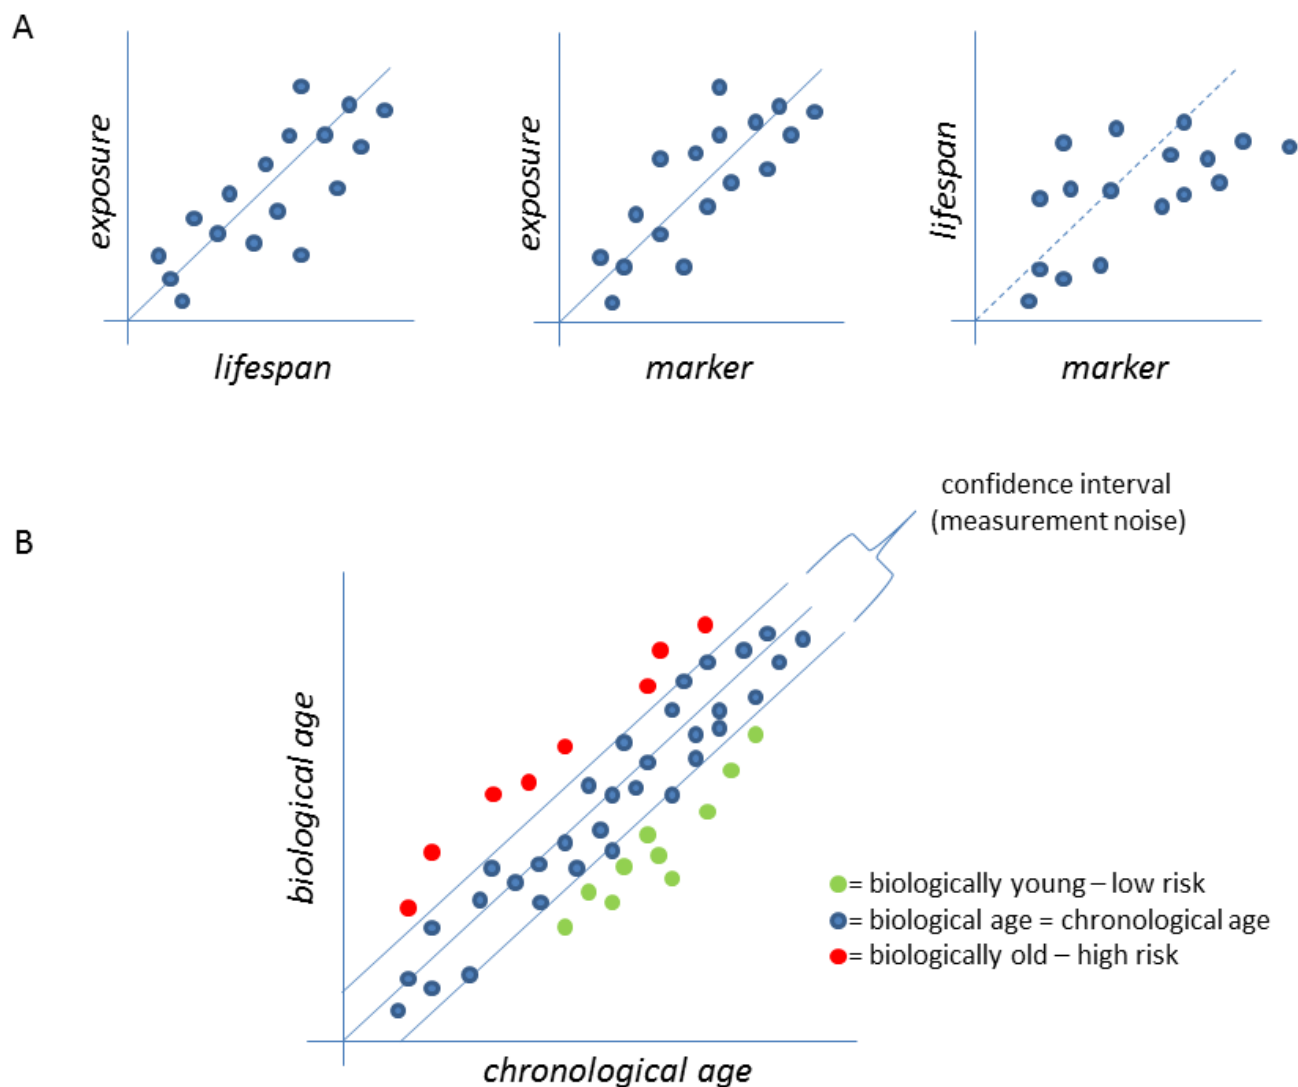 A
exposure
lifespan
exposure
marker
lifespan
marker
confidence interval
(measurement noise)
B
biological age
chronological age
= biologically young – low risk
= biological age = chronological age
= biologically old – high risk